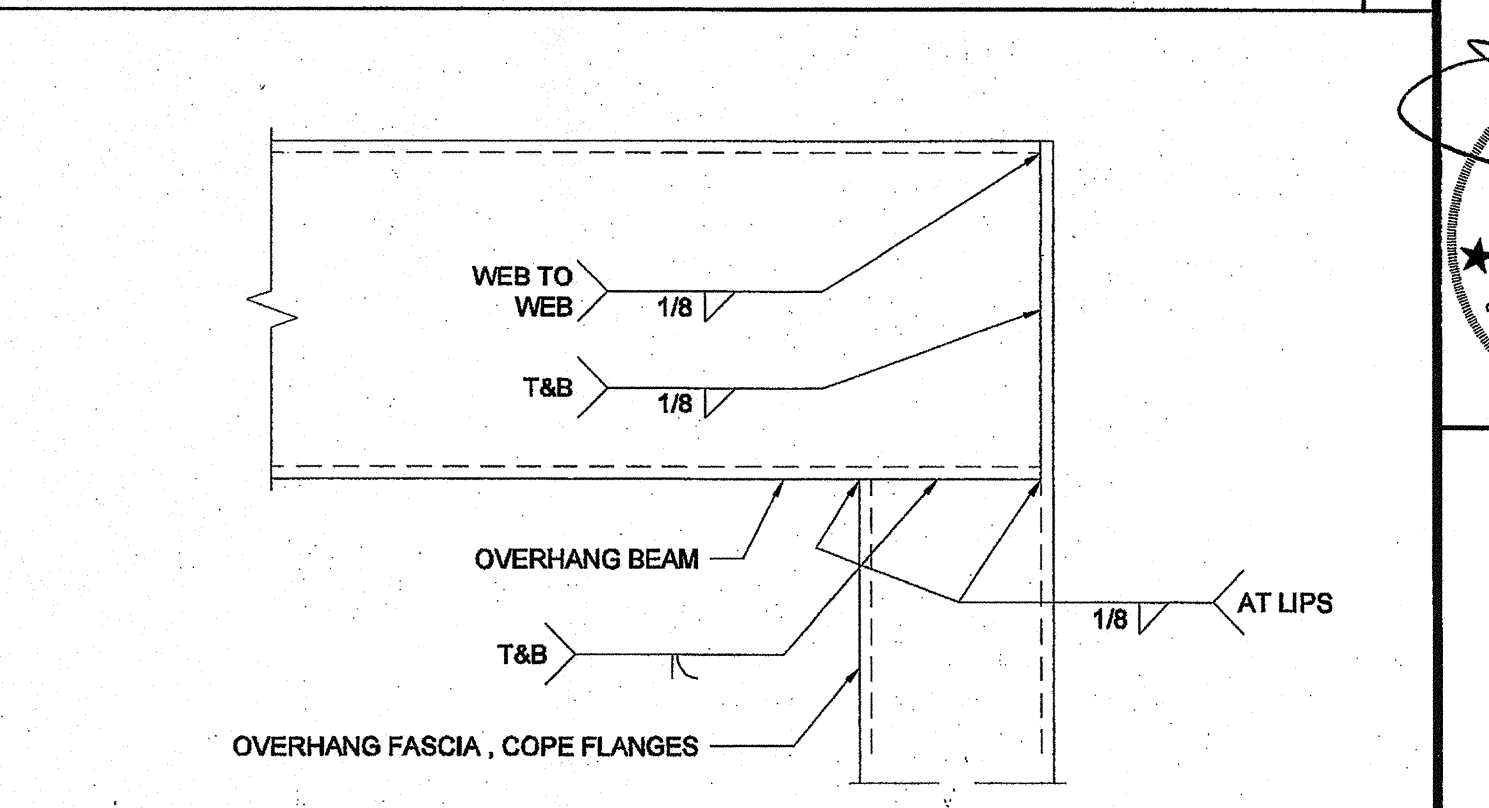 WEB TO
WEB
1/8
T&B
1/8
OVERHANG BEAM
1/8
AT LIPS
T&B
OVERHANG FASCIA , COPE FLANGES